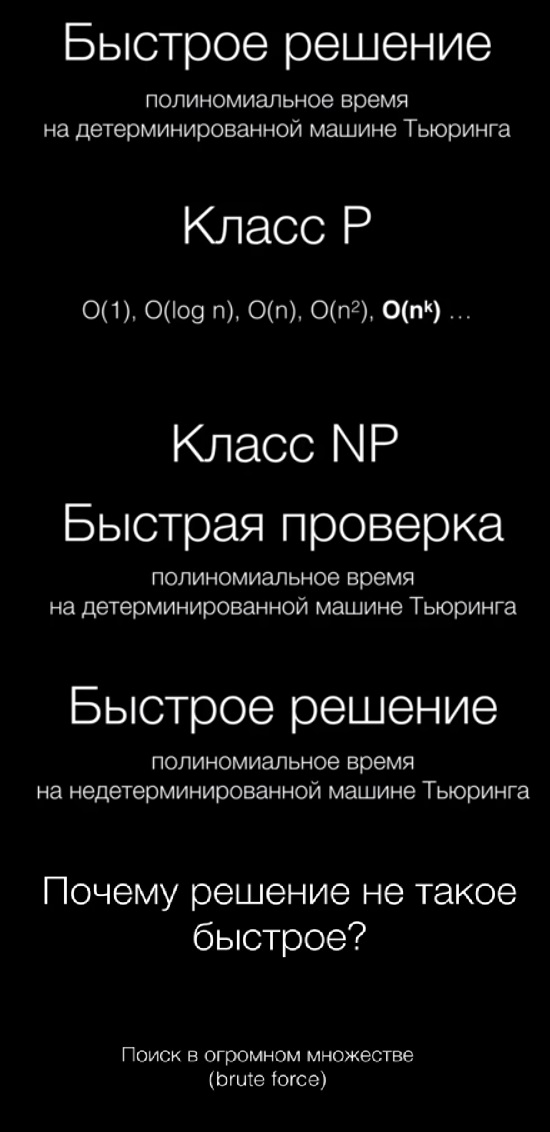 Быстрое решение
полиномиальное время
на детерминированной машине Тьюринга
Класс P
O(1), O(log n), O(n), O(n²), O(nᵏ) ...
Класс NP
Быстрая проверка
полиномиальное время
на детерминированной машине Тьюринга
Быстрое решение
полиномиальное время
на недетерминированной машине Тьюринга
Почему решение не такое
быстрое?
Поиск в огромном множестве
(brute force)